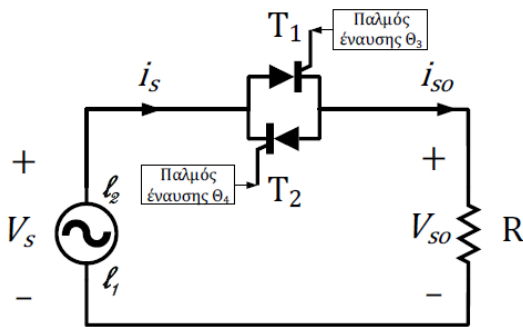 T1
Παλμός
έναυσης Θ3
is
iso
Παλμός
έναυσης Θ4
T2
+
+
ℓ2
Vs
Vso
R
ℓ1
−
−